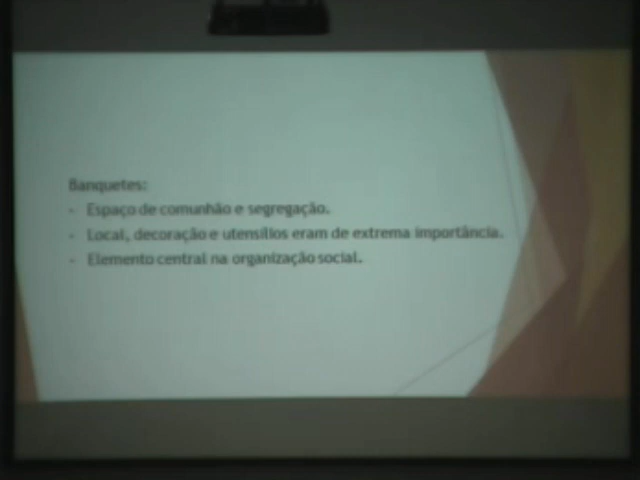 Banquetes:
- Espaço de comunhão e segregação.
- Local, decoração e utensílios eram de extrema importância.
- Elemento central na organização social.